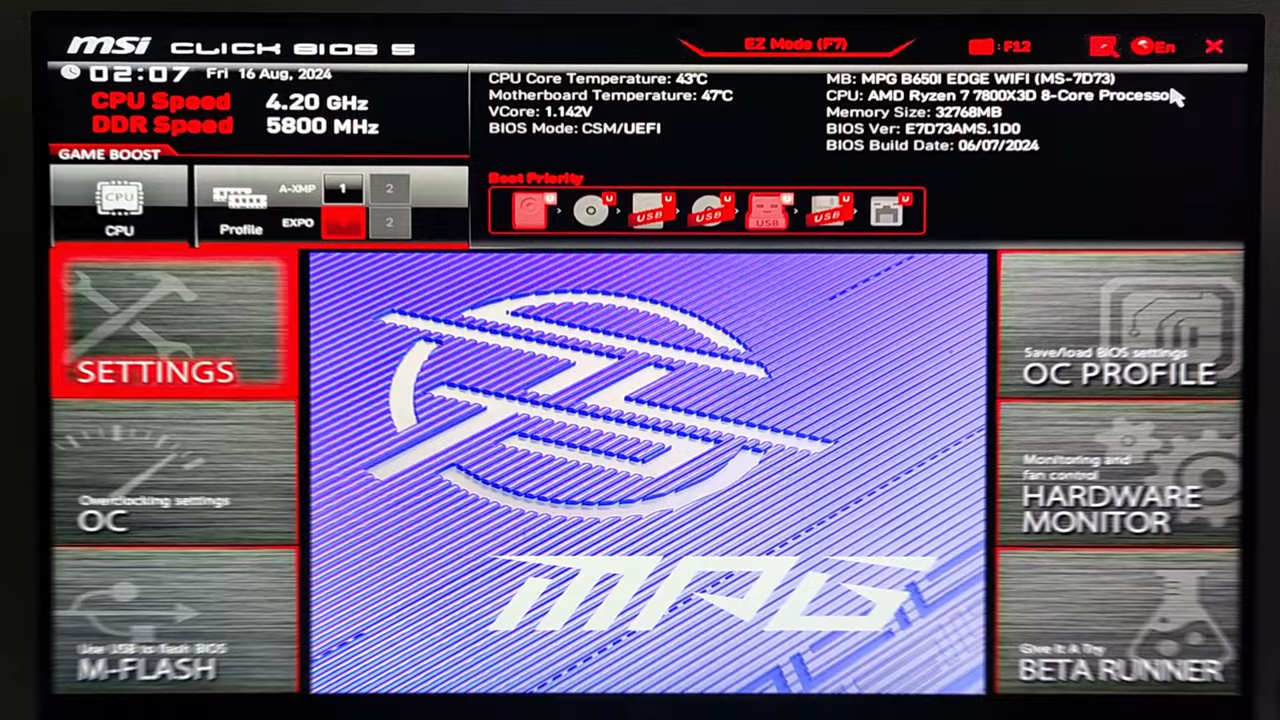 msi CLICK BIOS 5
EZ Mode (F7)
: F12
En
X
02:07 Fri 16 Aug, 2024
CPU Speed 4.20 GHz
DDR Speed 5800 MHz
CPU Core Temperature: 43°C
Motherboard Temperature: 47°C
VCore: 1.142V
BIOS Mode: CSM/UEFI
MB: MPG B650I EDGE WIFI (MS-7D73)
CPU: AMD Ryzen 7 7800X3D 8-Core Processo
Memory Size: 32768MB
BIOS Ver: E7D73AMS.1D0
BIOS Build Date: 06/07/2024
GAME BOOST
CPU
CPU
A-XMP 1 2
EXPO 2
Profile
Boot Priority
U U U U U U U
USB USB USB USB
SETTINGS
Overclocking settings
OC
Use USB to flash BIOS
M-FLASH
MPG
Save/load BIOS settings
OC PROFILE
Monitoring and
fan control
HARDWARE
MONITOR
Give It A Try
BETA RUNNER